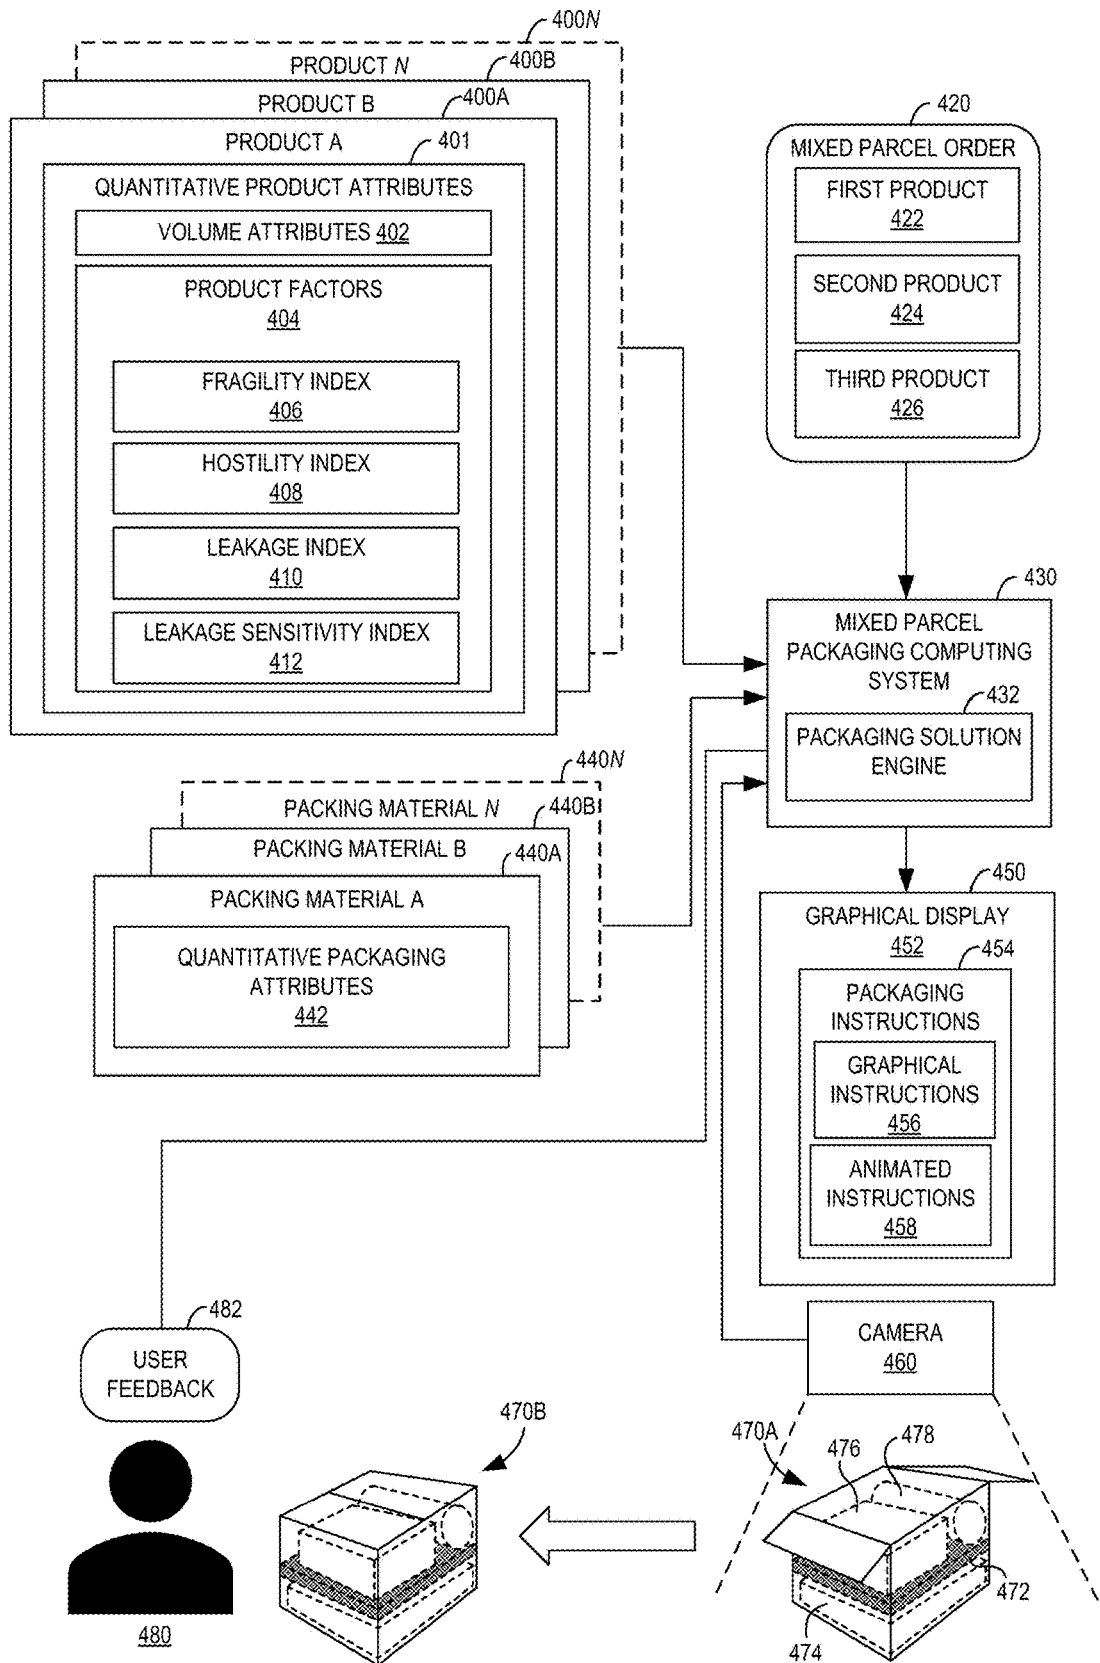 400N
PRODUCT N
400B
PRODUCT B
400A
PRODUCT A
401
QUANTITATIVE PRODUCT ATTRIBUTES
VOLUME ATTRIBUTES 402
PRODUCT FACTORS
404
FRAGILITY INDEX
406
HOSTILITY INDEX
408
LEAKAGE INDEX
410
LEAKAGE SENSITIVITY INDEX
412
420
MIXED PARCEL ORDER
FIRST PRODUCT
422
SECOND PRODUCT
424
THIRD PRODUCT
426
430
MIXED PARCEL
PACKAGING COMPUTING
SYSTEM
432
PACKAGING SOLUTION
ENGINE
440N
PACKING MATERIAL N
440B
PACKING MATERIAL B
440A
PACKING MATERIAL A
QUANTITATIVE PACKAGING
ATTRIBUTES
442
450
GRAPHICAL DISPLAY
452
454
PACKAGING
INSTRUCTIONS
GRAPHICAL
INSTRUCTIONS
456
ANIMATED
INSTRUCTIONS
458
CAMERA
460
482
USER
FEEDBACK
480
470B
470A
476
478
472
474